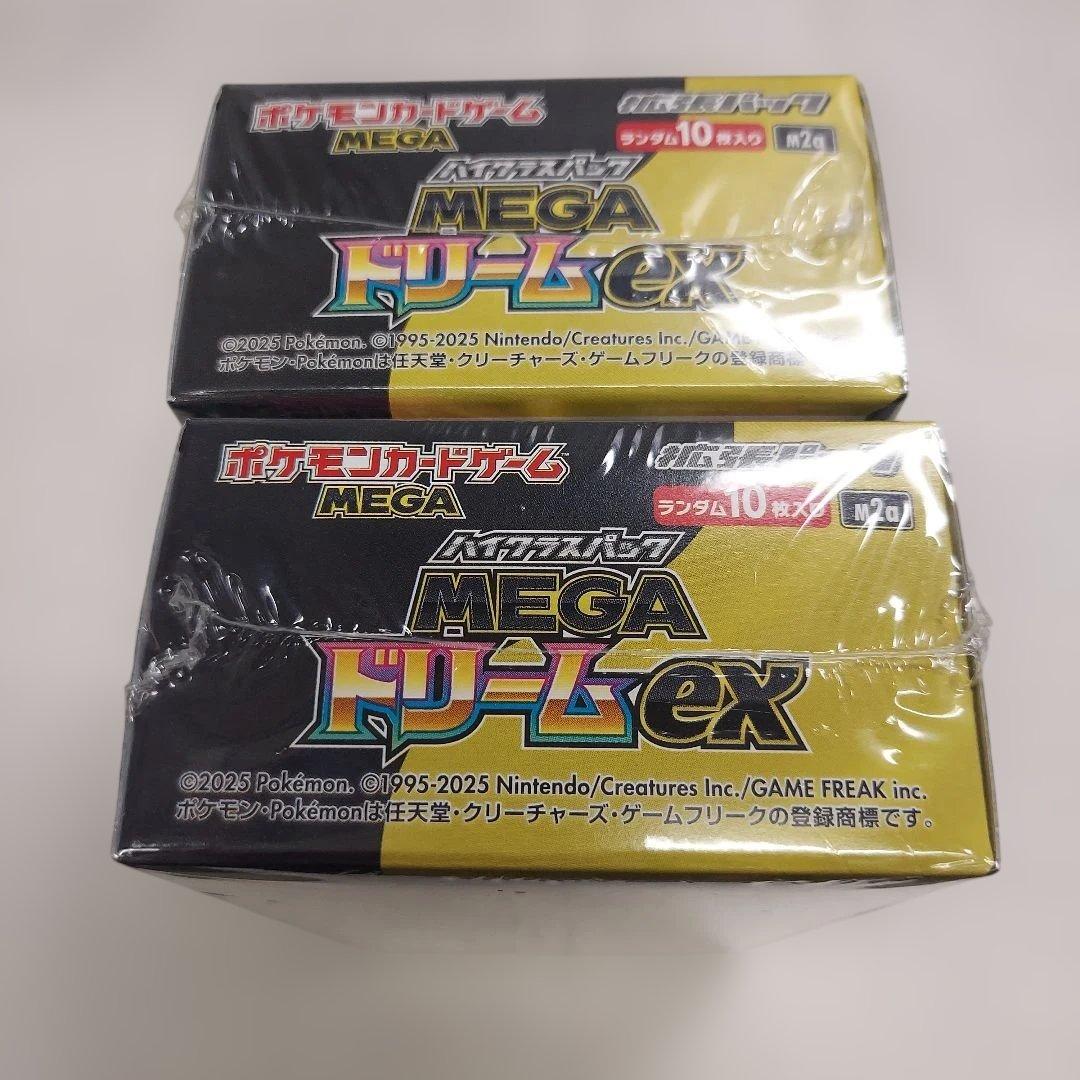 ポケモンカードゲーム
MEGA
拡張パック
ランダム10枚入り M2a
ハイクラスパック
MEGA
ドリームex
©2025 Pokémon. ©1995-2025 Nintendo/Creatures Inc./GAME
ポケモン・Pokémonは任天堂・クリーチャーズ・ゲームフリークの登録商標
ポケモンカードゲーム
MEGA
拡張パック
ランダム10枚入り M2a
ハイクラスパック
MEGA
ドリームex
©2025 Pokémon. ©1995-2025 Nintendo/Creatures Inc./GAME FREAK inc.
ポケモン・Pokémonは任天堂・クリーチャーズ・ゲームフリークの登録商標です。